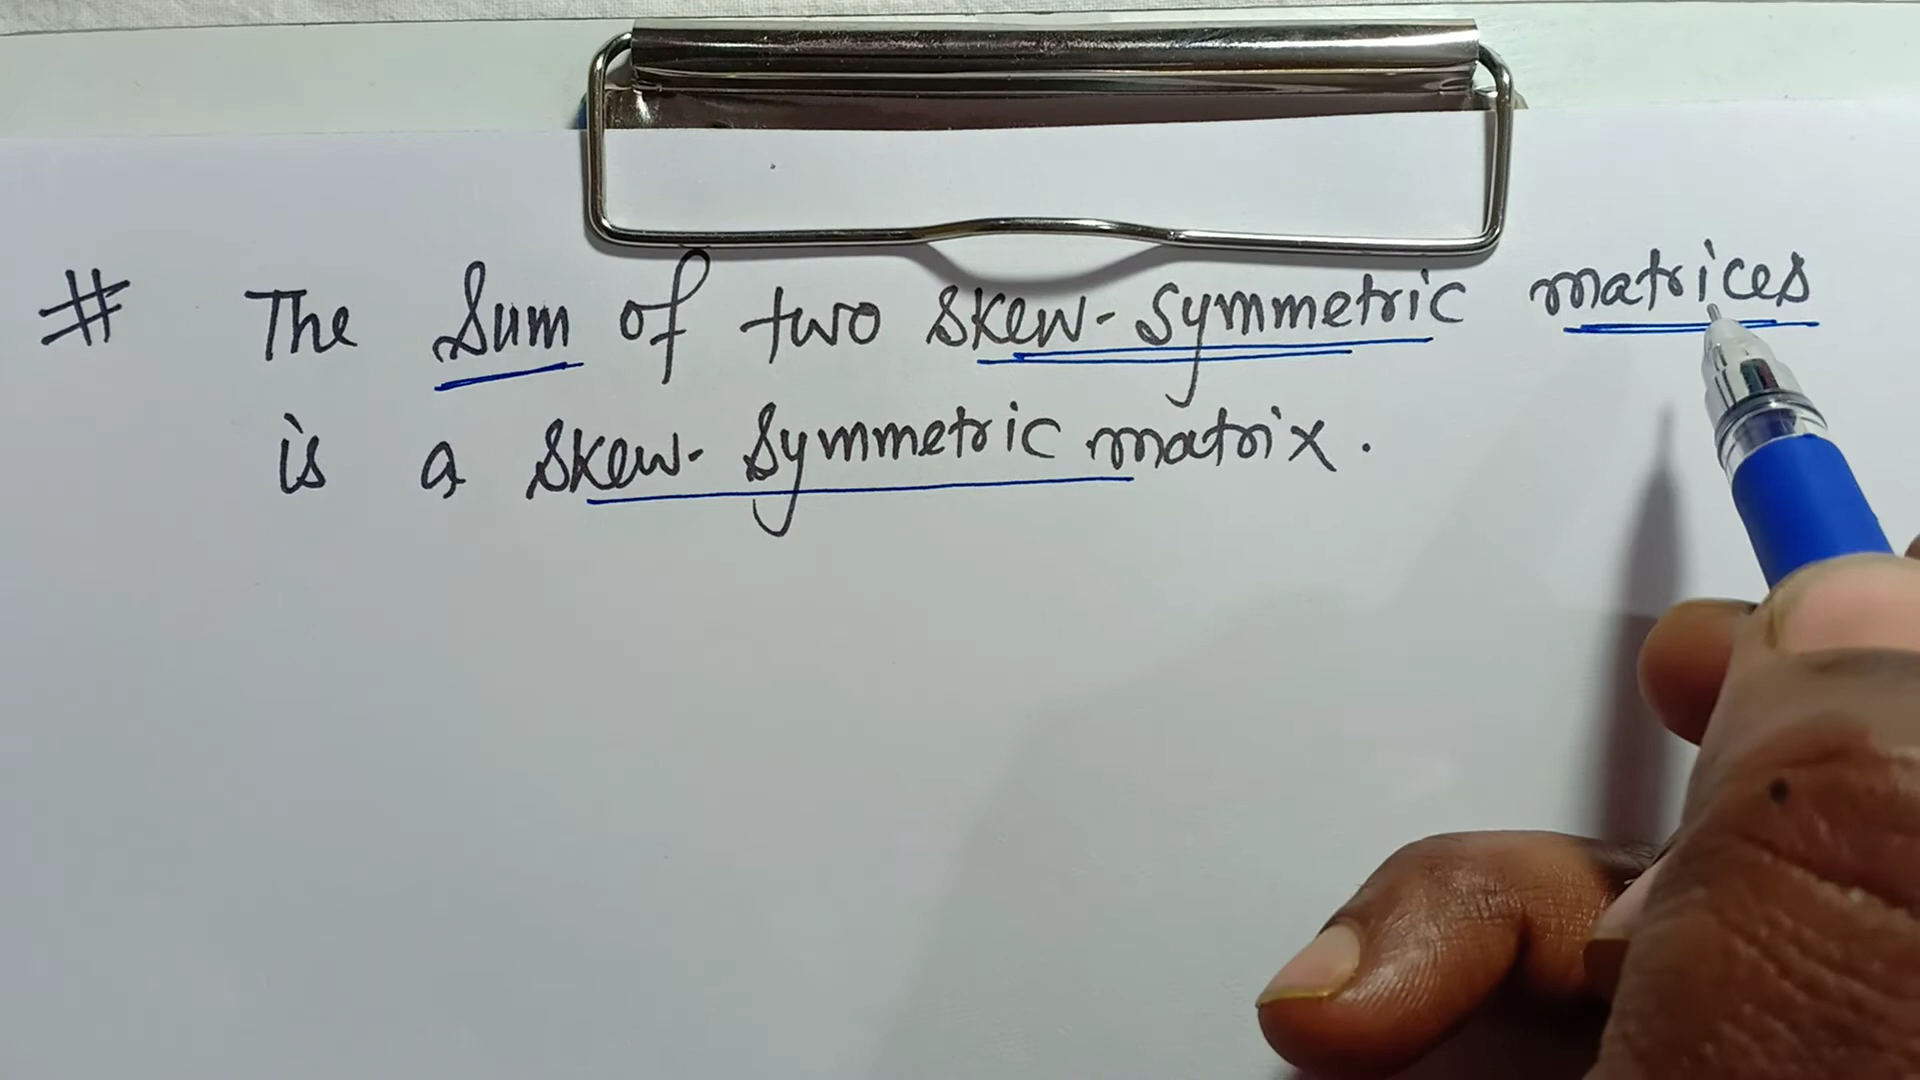 # The Sum of two Skew-Symmetric matrices
is a Skew-Symmetric matrix.